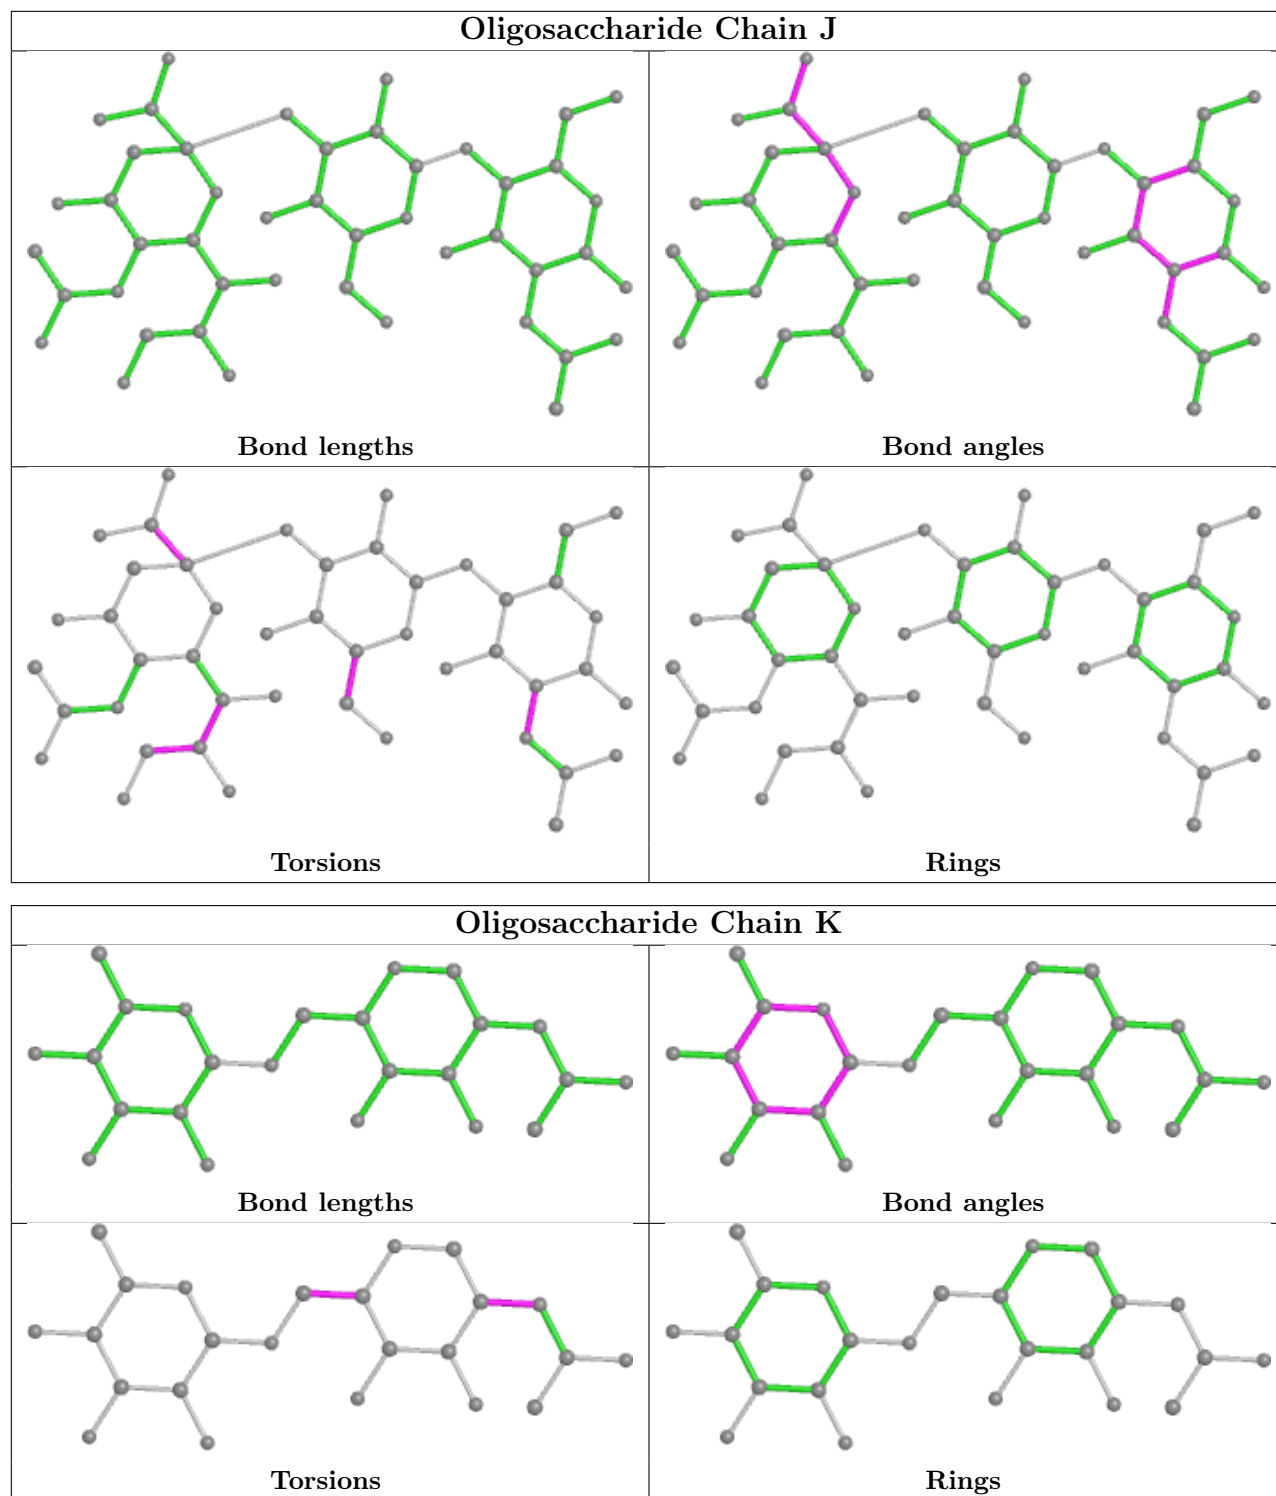 Oligosaccharide Chain J
Bond lengths
Bond angles
Torsions
Rings
Oligosaccharide Chain K
Bond lengths
Bond angles
Torsions
Rings